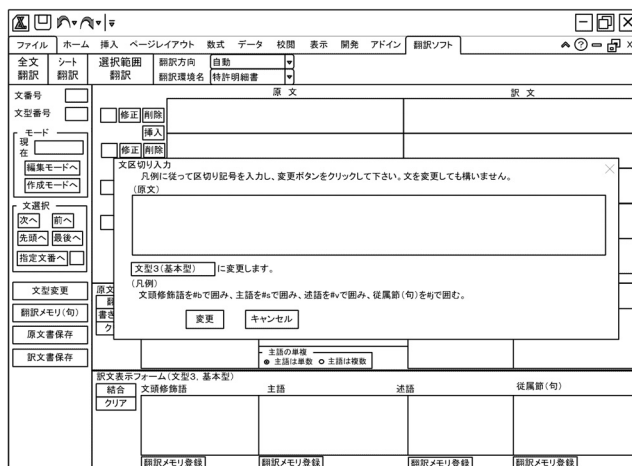 ファイル ホーム 挿入 ページレイアウト 数式 データ 校閲 表示 開発 アドイン 翻訳ソフト
全文翻訳 シート翻訳 選択範囲翻訳 翻訳方向 自動
翻訳環境名 特許明細書
文番号
文型番号
モード
現在
編集モードへ
作成モードへ
文選択
次へ 前へ
先頭へ 最後へ
指定文番へ
文型変更
翻訳メモリ(句)
原文書保存
訳文書保存
原 文 訳 文
修正 削除
挿入
修正 削除
文区切り入力
凡例に従って区切り記号を入力し、変更ボタンをクリックして下さい。文を変更しても構いません。
(原文)
文型3(基本型) に変更します。
(凡例)
文頭修飾語を#bで囲み、主語を#sで囲み、述語を#vで囲み、従属節(句)を#jで囲む。
変更 キャンセル
原文
書き
ク
主語の単複
主語は単数 主語は複数
訳文表示フォーム(文型3. 基本型)
結合 文頭修飾語 主語 述語 従属節(句)
クリア
翻訳メモリ登録 翻訳メモリ登録 翻訳メモリ登録 翻訳メモリ登録